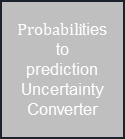 Probabilities
to
prediction
Uncertainty
Converter